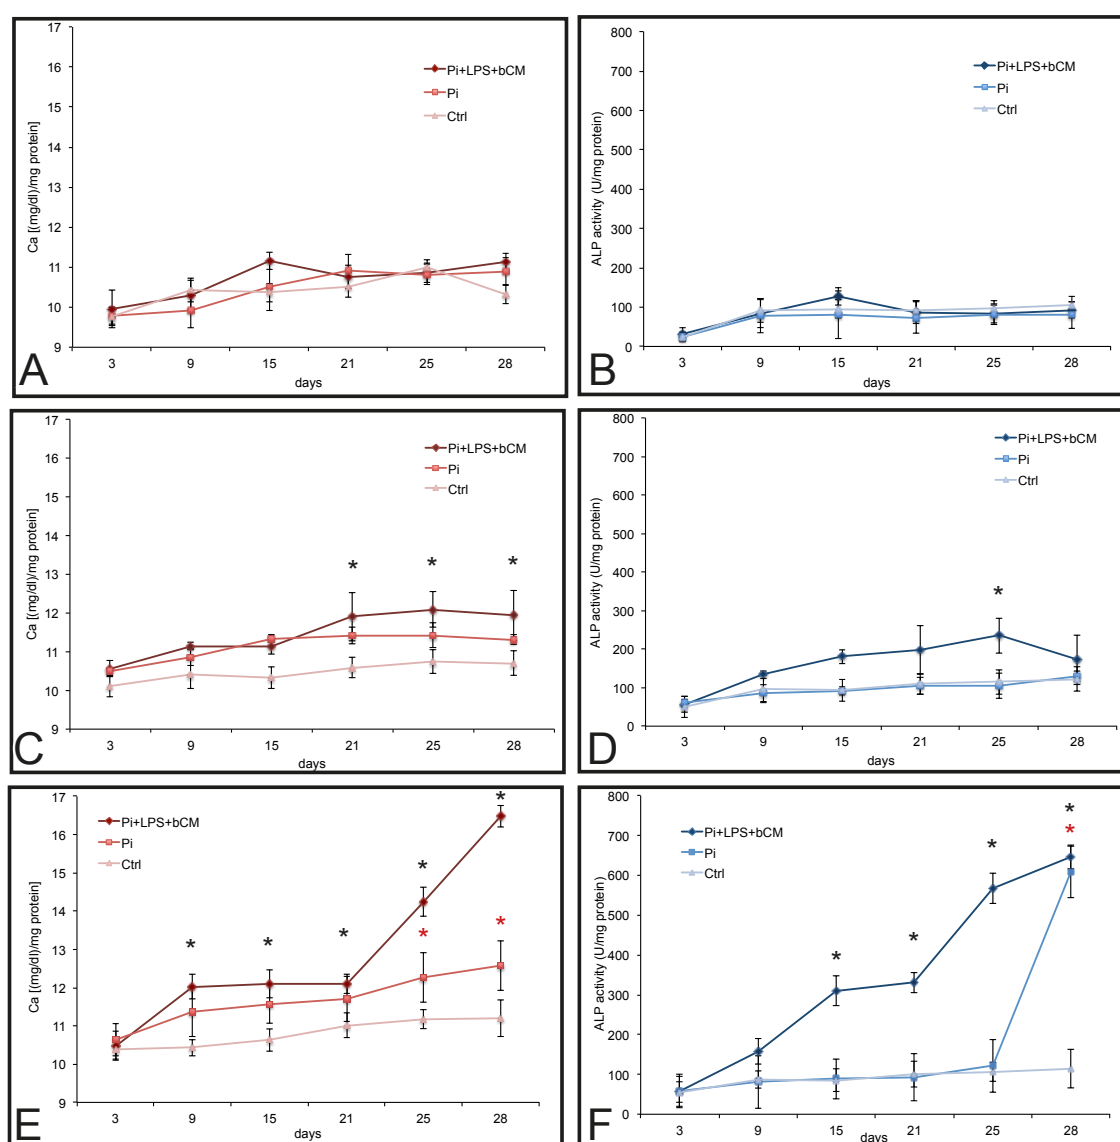 17
16
15
14
13
12
11
10
9
Ca [(mg/dl)/mg protein]
Pi+LPS+bCM
Pi
Ctrl
3 9 15 21 25 28
days
A
800
700
600
500
400
300
200
100
0
ALP activity (U/mg protein)
Pi+LPS+bCM
Pi
Ctrl
3 9 15 21 25 28
days
B
17
16
15
14
13
12
11
10
9
Ca [(mg/dl)/mg protein]
Pi+LPS+bCM
Pi
Ctrl
* * *
3 9 15 21 25 28
days
C
800
700
600
500
400
300
200
100
0
ALP activity (U/mg protein)
Pi+LPS+bCM
Pi
Ctrl
*
3 9 15 21 25 28
days
D
17
16
15
14
13
12
11
10
9
Ca [(mg/dl)/mg protein]
Pi+LPS+bCM
Pi
Ctrl
* * * * *
* *
3 9 15 21 25 28
days
E
800
700
600
500
400
300
200
100
0
ALP activity (U/mg protein)
Pi+LPS+bCM
Pi
Ctrl
* * * *
*
3 9 15 21 25 28
days
F